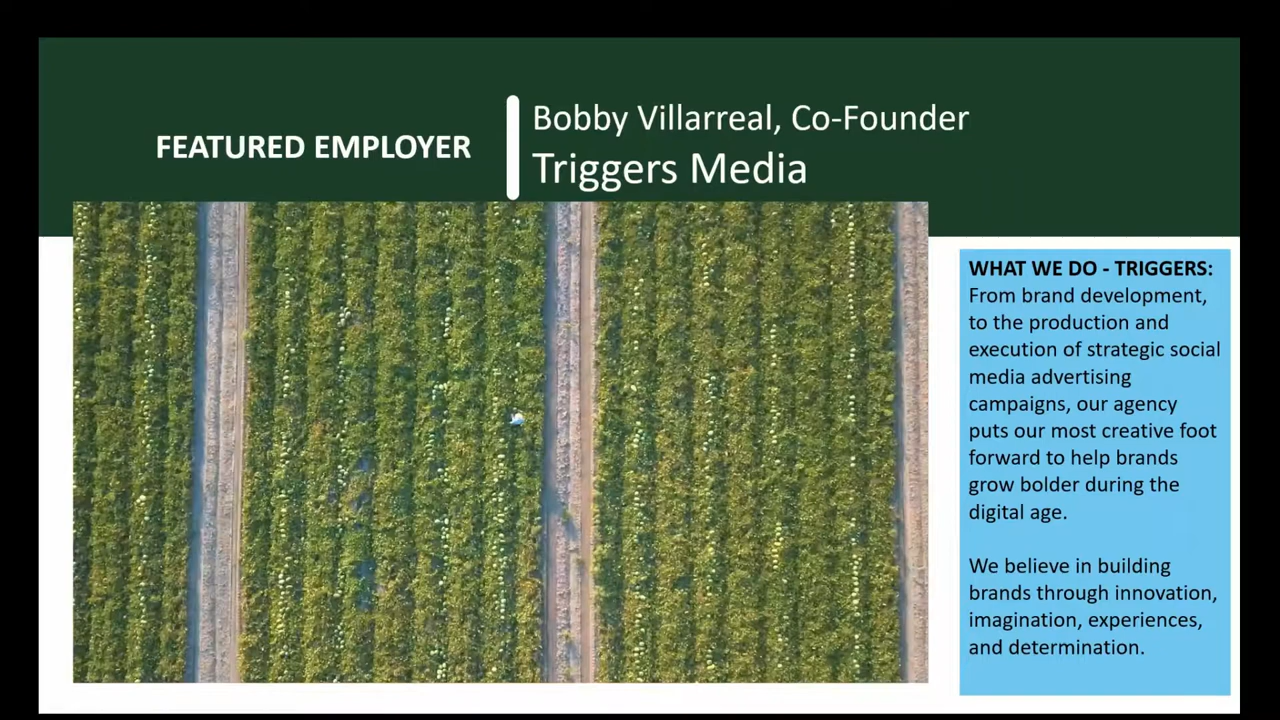 FEATURED EMPLOYER
Bobby Villarreal, Co-Founder
Triggers Media
WHAT WE DO - TRIGGERS:
From brand development,
to the production and
execution of strategic social
media advertising
campaigns, our agency
puts our most creative foot
forward to help brands
grow bolder during the
digital age.
We believe in building
brands through innovation,
imagination, experiences,
and determination.